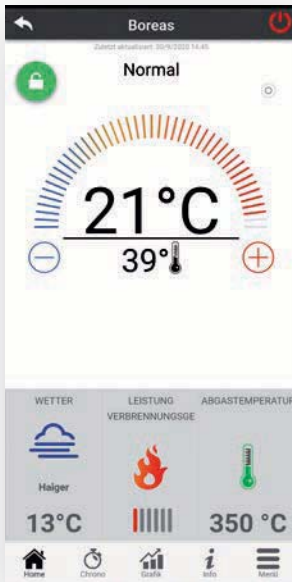 Boreas
Zuletzt aktualisiert: 30/9/2020 14:45
Normal
21°C
39°
WETTER
LEISTUNG
VERBRENNUNGSGE
ABGASTEMPERATUR
Haiger
13°C
350 °C
Home
Chrono
Grafik
Info
Menü